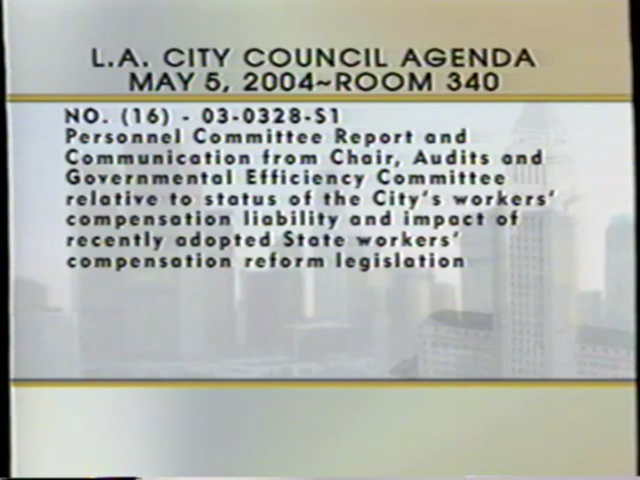 L.A. CITY COUNCIL AGENDA
MAY 5, 2004~ROOM 340
NO. (16) - 03-0328-S1
Personnel Committee Report and
Communication from Chair, Audits and
Governmental Efficiency Committee
relative to status of the City's workers'
compensation liability and impact of
recently adopted State workers'
compensation reform legislation